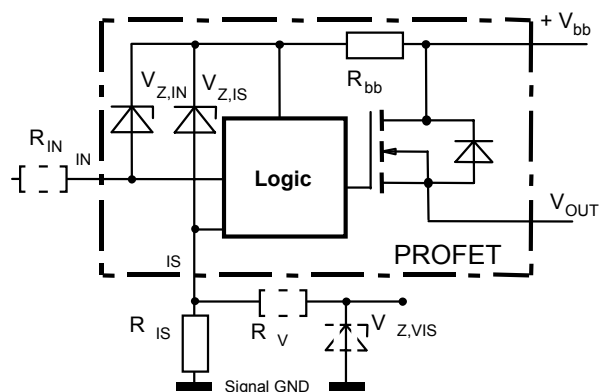 + V bb
R bb
V Z,IN V Z,IS
R IN
IN
Logic
V OUT
PROFET
IS
R IS
R V
V Z,VIS
Signal GND